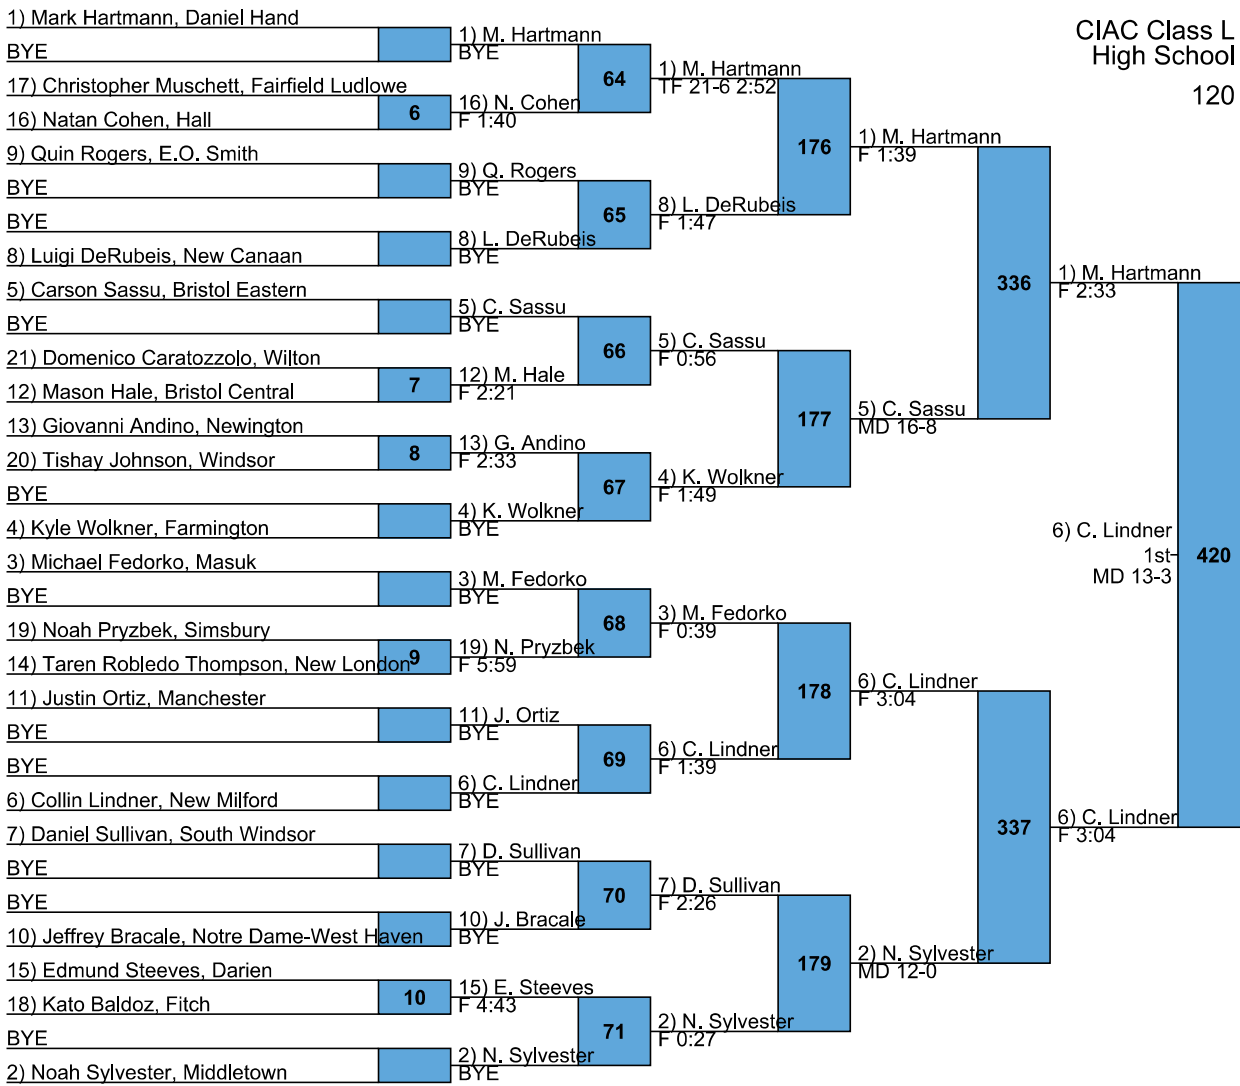 CIAC Class L
High School
120
1) Mark Hartmann, Daniel Hand
BYE
17) Christopher Muschett, Fairfield Ludlowe
16) Natan Cohen, Hall
9) Quin Rogers, E.O. Smith
BYE
BYE
8) Luigi DeRubeis, New Canaan
5) Carson Sassu, Bristol Eastern
BYE
21) Domenico Caratozzolo, Wilton
12) Mason Hale, Bristol Central
13) Giovanni Andino, Newington
20) Tishay Johnson, Windsor
BYE
4) Kyle Wolkner, Farmington
3) Michael Fedorko, Masuk
BYE
19) Noah Pryzbek, Simsbury
14) Taren Robledo Thompson, New London
11) Justin Ortiz, Manchester
BYE
BYE
6) Collin Lindner, New Milford
7) Daniel Sullivan, South Windsor
BYE
BYE
10) Jeffrey Bracale, Notre Dame-West Haven
15) Edmund Steeves, Darien
18) Kato Baldoz, Fitch
BYE
2) Noah Sylvester, Middletown
6
7
8
9
10
1) M. Hartmann
BYE
16) N. Cohen
F 1:40
9) Q. Rogers
BYE
8) L. DeRubeis
BYE
5) C. Sassu
BYE
12) M. Hale
F 2:21
13) G. Andino
F 2:33
4) K. Wolkner
BYE
3) M. Fedorko
BYE
19) N. Pryzbek
F 5:59
11) J. Ortiz
BYE
6) C. Lindner
BYE
7) D. Sullivan
BYE
10) J. Bracale
BYE
15) E. Steeves
F 4:43
2) N. Sylvester
BYE
64
65
66
67
68
69
70
71
1) M. Hartmann
TF 21-6 2:52
8) L. DeRubeis
F 1:47
5) C. Sassu
F 0:56
4) K. Wolkner
F 1:49
3) M. Fedorko
F 0:39
6) C. Lindner
F 1:39
7) D. Sullivan
F 2:26
2) N. Sylvester
F 0:27
176
177
178
179
1) M. Hartmann
F 1:39
5) C. Sassu
MD 16-8
6) C. Lindner
F 3:04
2) N. Sylvester
MD 12-0
336
337
1) M. Hartmann
F 2:33
6) C. Lindner
F 3:04
6) C. Lindner
1st
MD 13-3
420